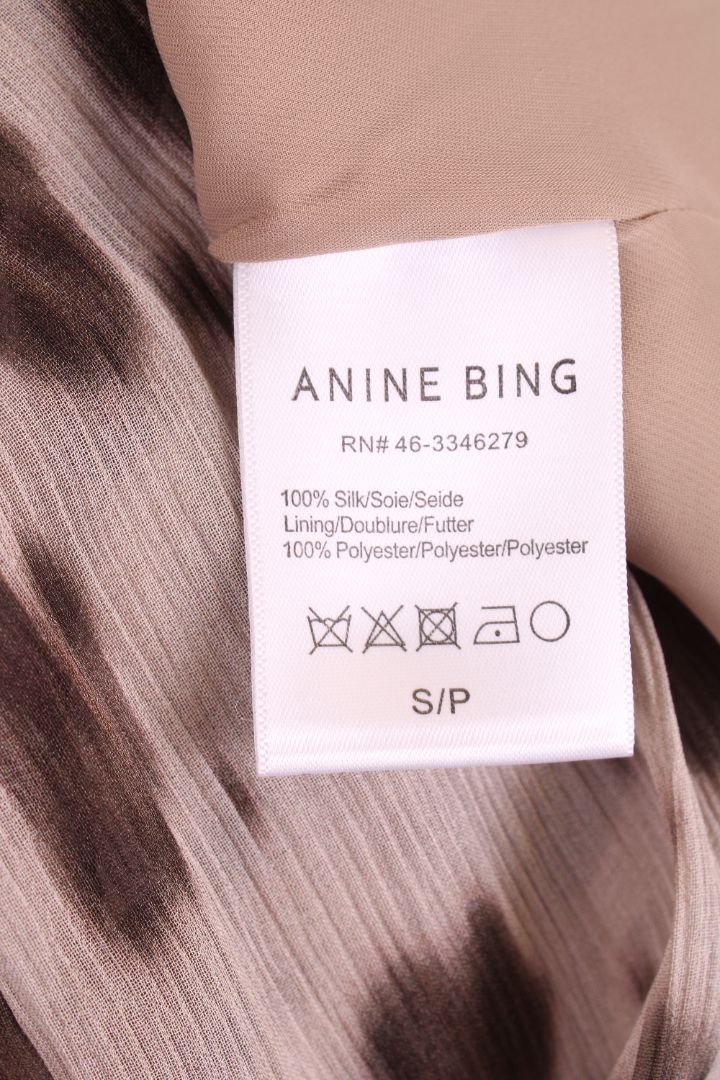 ANINE BING
RN# 46-3346279
100% Silk/Soie/Seide
Lining/Doublure/Futter
100% Polyester/Polyester/Polyester
S/P